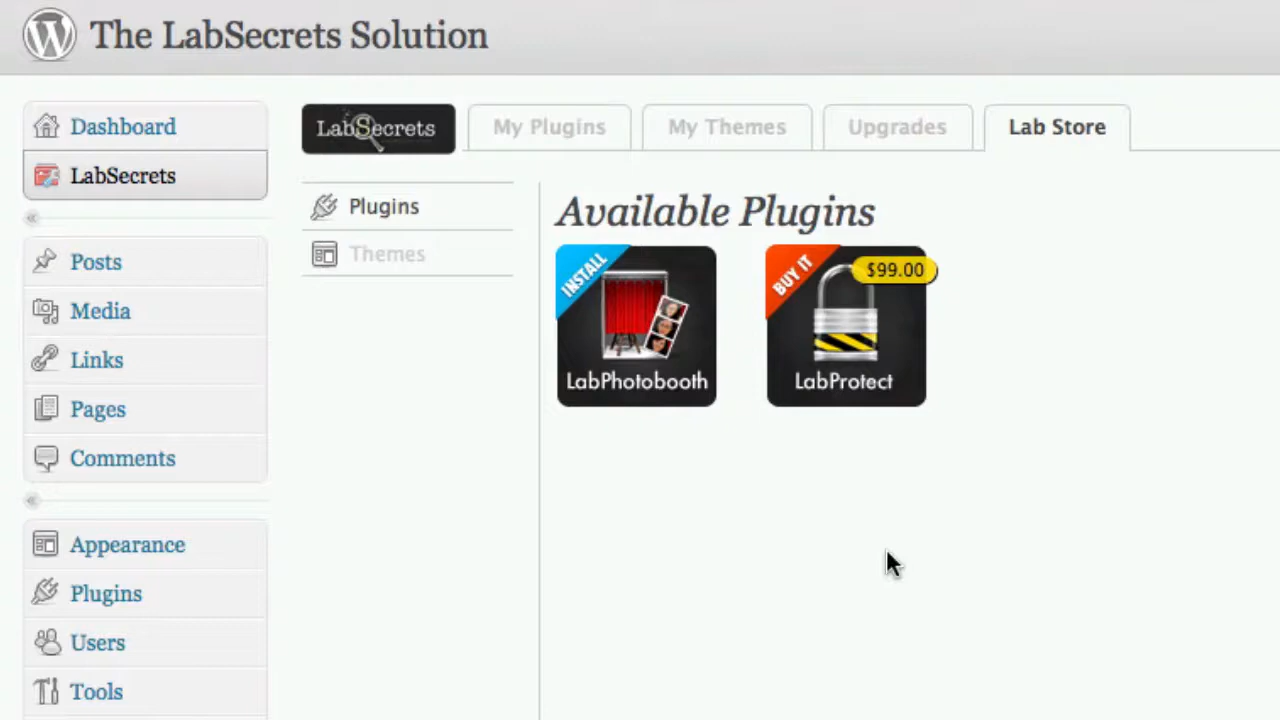 The LabSecrets Solution
Dashboard
LabSecrets
Posts
Media
Links
Pages
Comments
Appearance
Plugins
Users
Tools
LabSecrets
My Plugins
My Themes
Upgrades
Lab Store
Plugins
Themes
Available Plugins
INSTALL
LabPhotobooth
BUY IT
$99.00
LabProtect